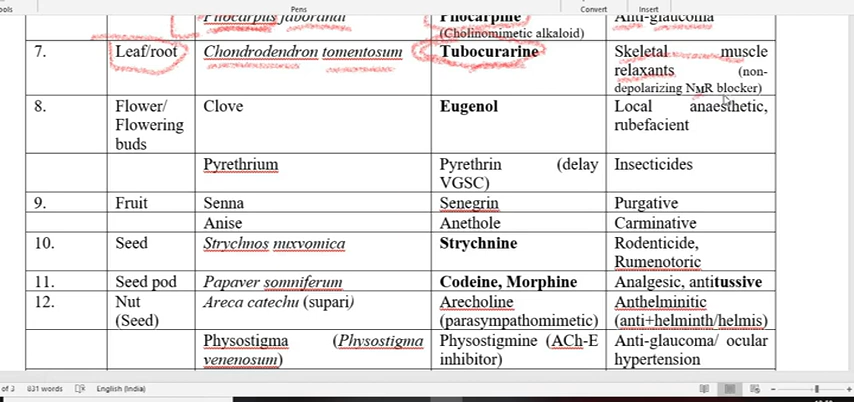 ools
Pens
Convert
Insert
Pilocarpus jaborandi
Pilocarpine
(Cholinomimetic alkaloid)
Anti-glaucoma
7.
Leaf/root
Chondrodendron tomentosum
Tubocurarine
Skeletal muscle
relaxants (non-
depolarizing NMR blocker)
8.
Flower/
Flowering
buds
Clove
Eugenol
Local anaesthetic,
rubefacient
Pyrethrium
Pyrethrin (delay
VGSC)
Insecticides
9.
Fruit
Senna
Senegrin
Purgative
Anise
Anethole
Carminative
10.
Seed
Strychnos nuxvomica
Strychnine
Rodenticide,
Rumenotoric
11.
Seed pod
Papaver somniferum
Codeine, Morphine
Analgesic, antitussive
12.
Nut
(Seed)
Areca catechu (supari)
Arecholine
(parasympathomimetic)
Anthelminitic
(anti+helminth/helmis)
Physostigma (Physostigma
venenosum)
Physostigmine (ACh-E
inhibitor)
Anti-glaucoma/ ocular
hypertension
of 3
831 words
English (India)